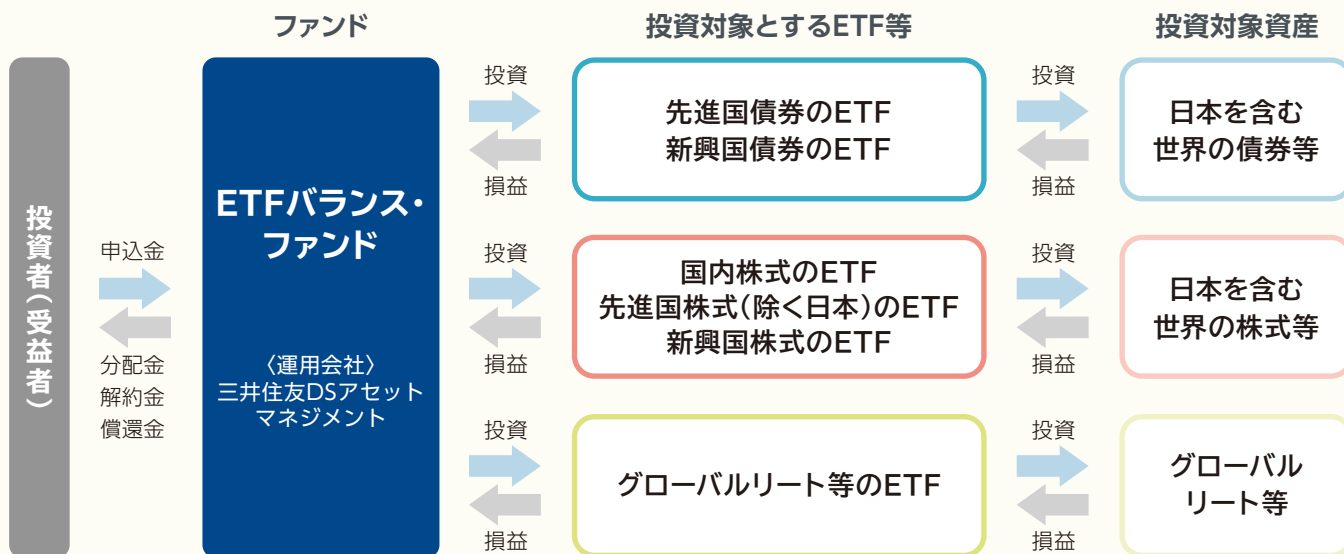 ファンド
投資対象とするETF等
投資対象資産
投資者(受益者)
申込金
分配金
解約金
償還金
ETFバランス・
ファンド
〈運用会社〉
三井住友DSアセット
マネジメント
投資
損益
先進国債券のETF
新興国債券のETF
投資
損益
日本を含む
世界の債券等
投資
損益
国内株式のETF
先進国株式(除く日本)のETF
新興国株式のETF
投資
損益
日本を含む
世界の株式等
投資
損益
グローバルリート等のETF
投資
損益
グローバル
リート等